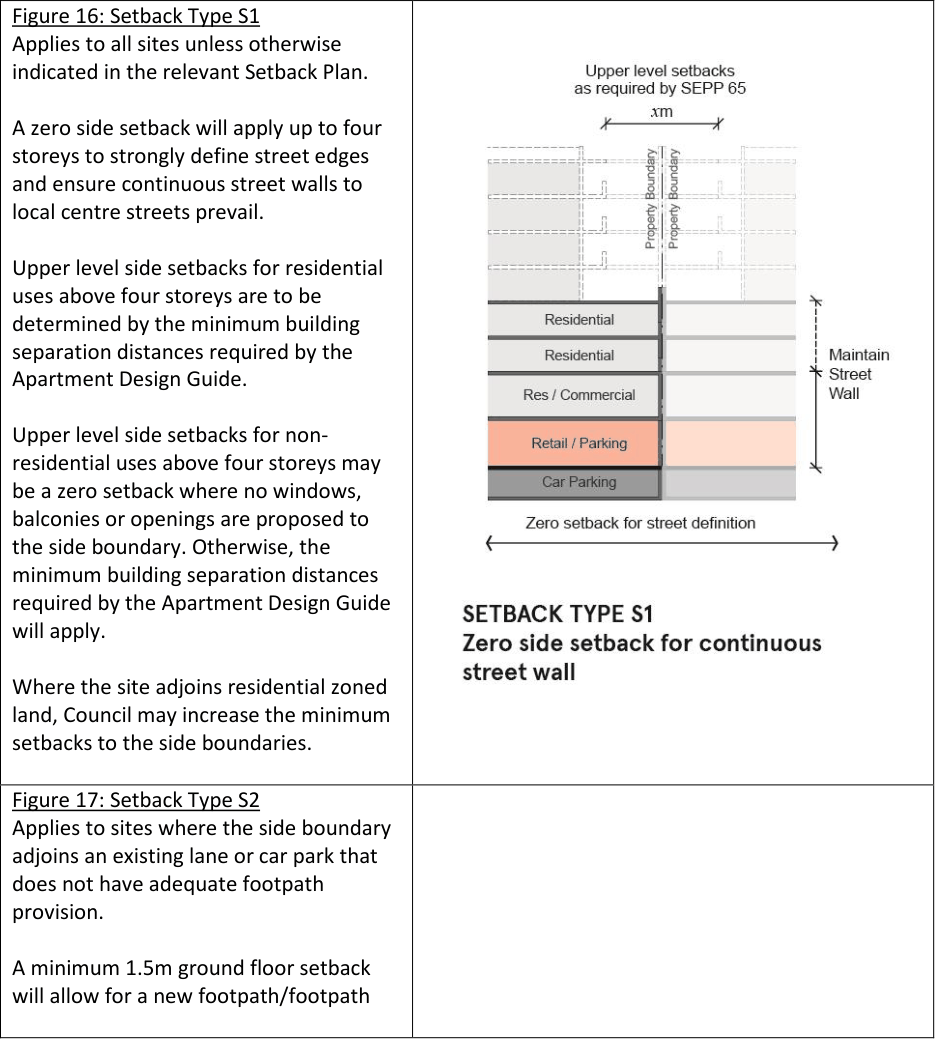 Figure 16: Setback Type S1
Applies to all sites unless otherwise
indicated in the relevant Setback Plan.
A zero side setback will apply up to four
storeys to strongly define street edges
and ensure continuous street walls to
local centre streets prevail.
Upper level side setbacks for residential
uses above four storeys are to be
determined by the minimum building
separation distances required by the
Apartment Design Guide.
Upper level side setbacks for non-
residential uses above four storeys may
be a zero setback where no windows,
balconies or openings are proposed to
the side boundary. Otherwise, the
minimum building separation distances
required by the Apartment Design Guide
will apply.
Where the site adjoins residential zoned
land, Council may increase the minimum
setbacks to the side boundaries.
Upper level setbacks
as required by SEPP 65
xm
Property Boundary
Property Boundary
Residential
Residential
Res / Commercial
Retail / Parking
Car Parking
Maintain
Street
Wall
Zero setback for street definition
SETBACK TYPE S1
Zero side setback for continuous
street wall
Figure 17: Setback Type S2
Applies to sites where the side boundary
adjoins an existing lane or car park that
does not have adequate footpath
provision.
A minimum 1.5m ground floor setback
will allow for a new footpath/footpath